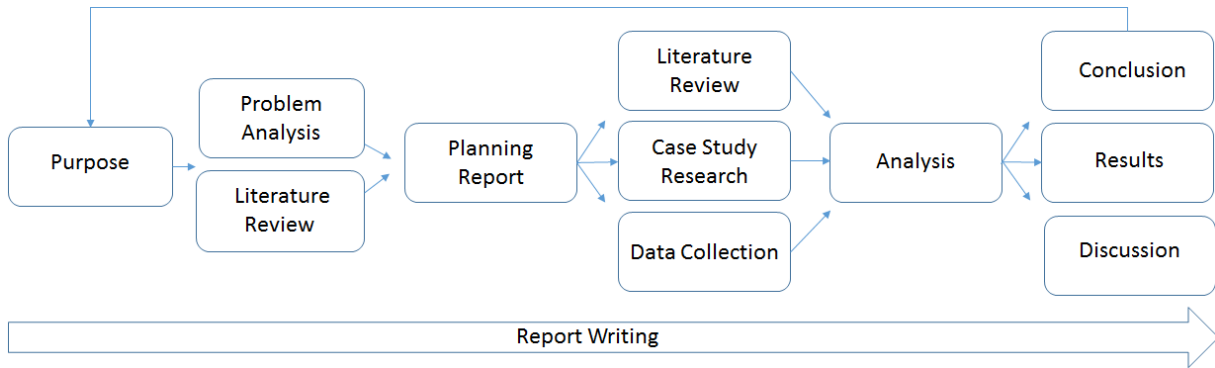 Purpose
Problem
Analysis
Literature
Review
Planning
Report
Literature
Review
Case Study
Research
Data Collection
Analysis
Conclusion
Results
Discussion
Report Writing